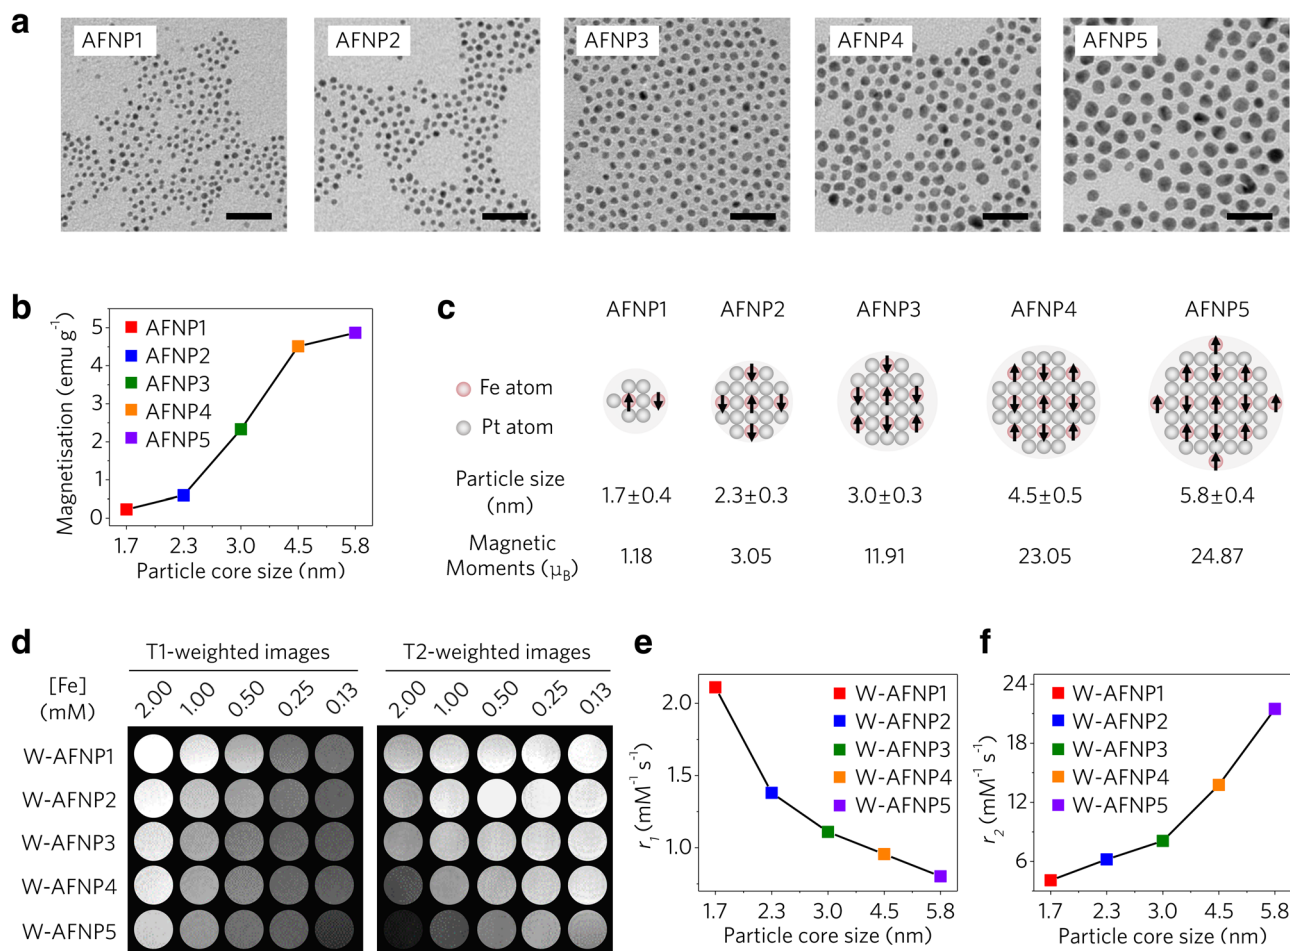 a
AFNP1 AFNP2 AFNP3 AFNP4 AFNP5
b
Magnetisation (emu g⁻¹)
5
4
3
2
1
0
AFNP1
AFNP2
AFNP3
AFNP4
AFNP5
1.7 2.3 3.0 4.5 5.8
Particle core size (nm)
c
AFNP1 AFNP2 AFNP3 AFNP4 AFNP5
Fe atom
Pt atom
Particle size
(nm)
1.7±0.4 2.3±0.3 3.0±0.3 4.5±0.5 5.8±0.4
Magnetic
Moments (μB)
1.18 3.05 11.91 23.05 24.87
d
T1-weighted images T2-weighted images
[Fe]
(mM)
2.00 1.00 0.50 0.25 0.13 2.00 1.00 0.50 0.25 0.13
W-AFNP1
W-AFNP2
W-AFNP3
W-AFNP4
W-AFNP5
e
r₁ (mM⁻¹ s⁻¹)
2.0
1.5
1.0
W-AFNP1
W-AFNP2
W-AFNP3
W-AFNP4
W-AFNP5
1.7 2.3 3.0 4.5 5.8
Particle core size (nm)
f
r₂ (mM⁻¹ s⁻¹)
24
18
12
6
W-AFNP1
W-AFNP2
W-AFNP3
W-AFNP4
W-AFNP5
1.7 2.3 3.0 4.5 5.8
Particle core size (nm)